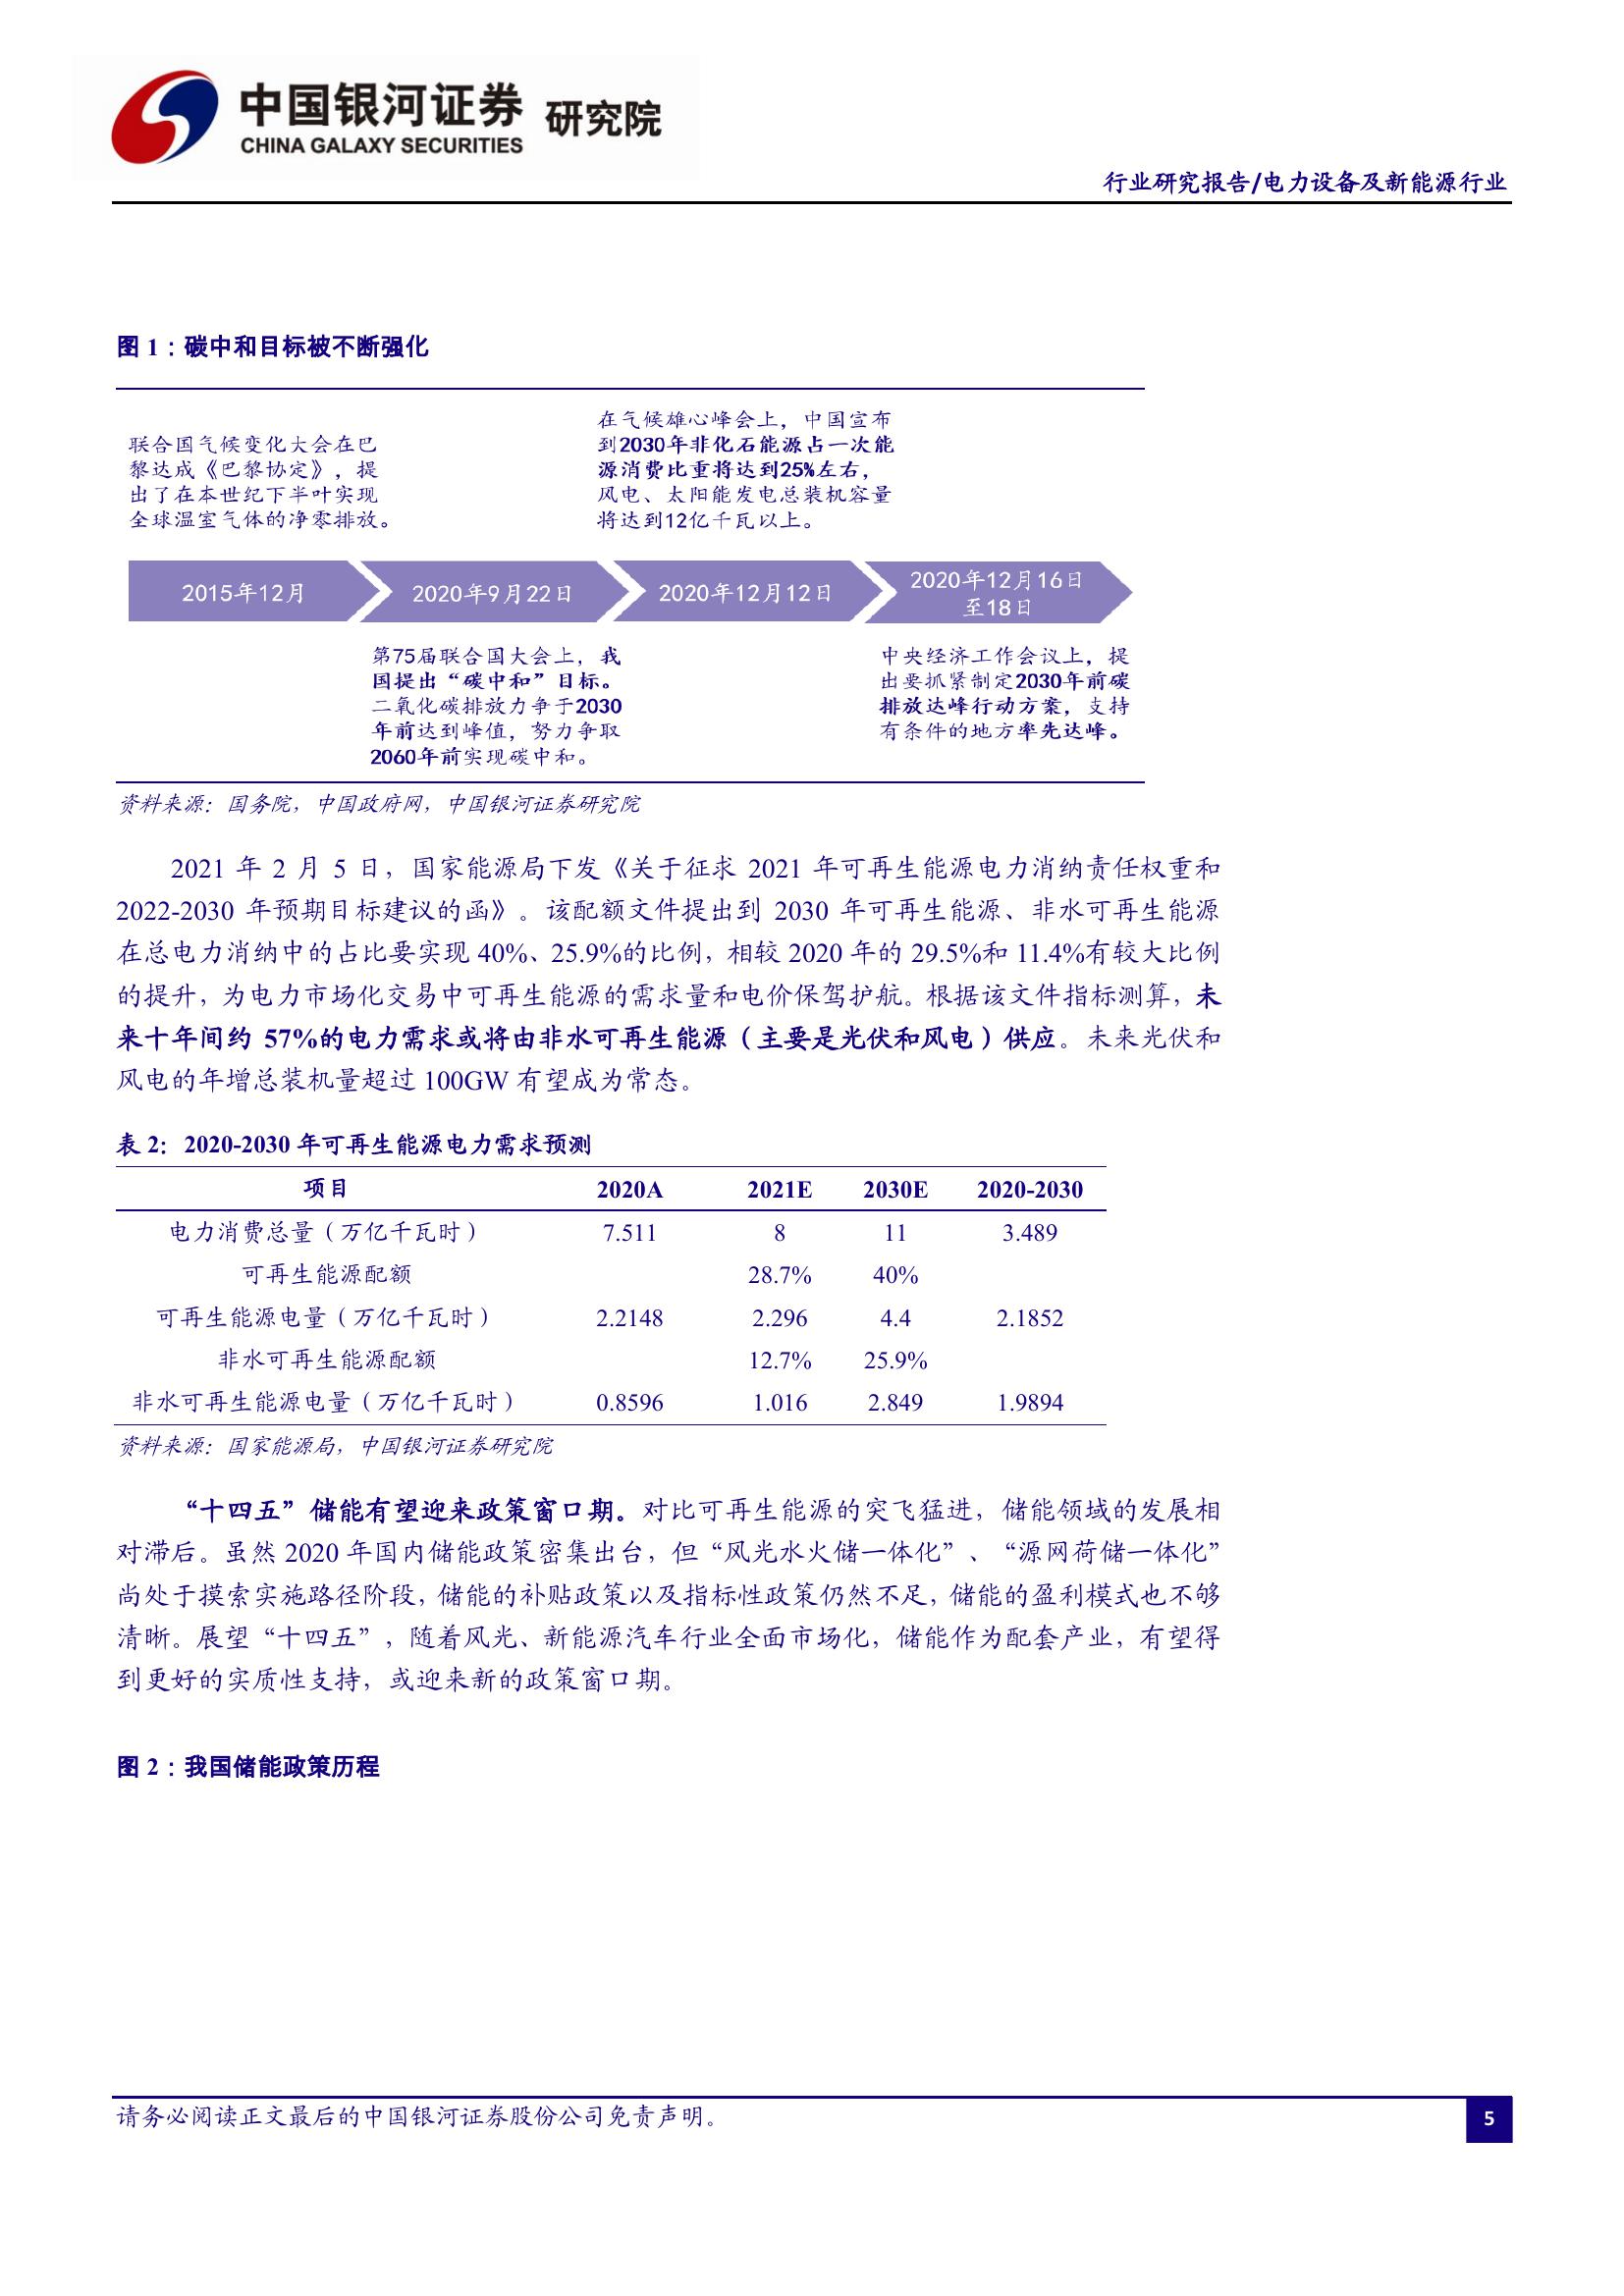 中国银河证券 研究院
CHINA GALAXY SECURITIES
行业研究报告/电力设备及新能源行业
图 1：碳中和目标被不断强化
联合国气候变化大会在巴
黎达成《巴黎协定》，提
出了在本世纪下半叶实现
全球温室气体的净零排放。
在气候雄心峰会上，中国宣布
到2030年非化石能源占一次能
源消费比重将达到25%左右，
风电、太阳能发电总装机容量
将达到12亿千瓦以上。
2015年12月
2020年9月22日
2020年12月12日
2020年12月16日
至18日
第75届联合国大会上，我
国提出“碳中和”目标。
二氧化碳排放力争于2030
年前达到峰值，努力争取
2060年前实现碳中和。
中央经济工作会议上，提
出要抓紧制定2030年前碳
排放达峰行动方案，支持
有条件的地方率先达峰。
资料来源：国务院，中国政府网，中国银河证券研究院
2021 年 2 月 5 日，国家能源局下发《关于征求 2021 年可再生能源电力消纳责任权重和
2022-2030 年预期目标建议的函》。该配额文件提出到 2030 年可再生能源、非水可再生能源
在总电力消纳中的占比要实现 40%、25.9%的比例，相较 2020 年的 29.5%和 11.4%有较大比例
的提升，为电力市场化交易中可再生能源的需求量和电价保驾护航。根据该文件指标测算，未
来十年间约 57%的电力需求或将由非水可再生能源（主要是光伏和风电）供应。未来光伏和
风电的年增总装机量超过 100GW 有望成为常态。
表 2：2020-2030 年可再生能源电力需求预测
项目 2020A 2021E 2030E 2020-2030
电力消费总量（万亿千瓦时） 7.511 8 11 3.489
可再生能源配额 28.7% 40%
可再生能源电量（万亿千瓦时） 2.2148 2.296 4.4 2.1852
非水可再生能源配额 12.7% 25.9%
非水可再生能源电量（万亿千瓦时） 0.8596 1.016 2.849 1.9894
资料来源：国家能源局，中国银河证券研究院
“十四五”储能有望迎来政策窗口期。对比可再生能源的突飞猛进，储能领域的发展相
对滞后。虽然 2020 年国内储能政策密集出台，但“风光水火储一体化”、“源网荷储一体化”
尚处于摸索实施路径阶段，储能的补贴政策以及指标性政策仍然不足，储能的盈利模式也不够
清晰。展望“十四五”，随着风光、新能源汽车行业全面市场化，储能作为配套产业，有望得
到更好的实质性支持，或迎来新的政策窗口期。
图 2：我国储能政策历程
请务必阅读正文最后的中国银河证券股份公司免责声明。
5